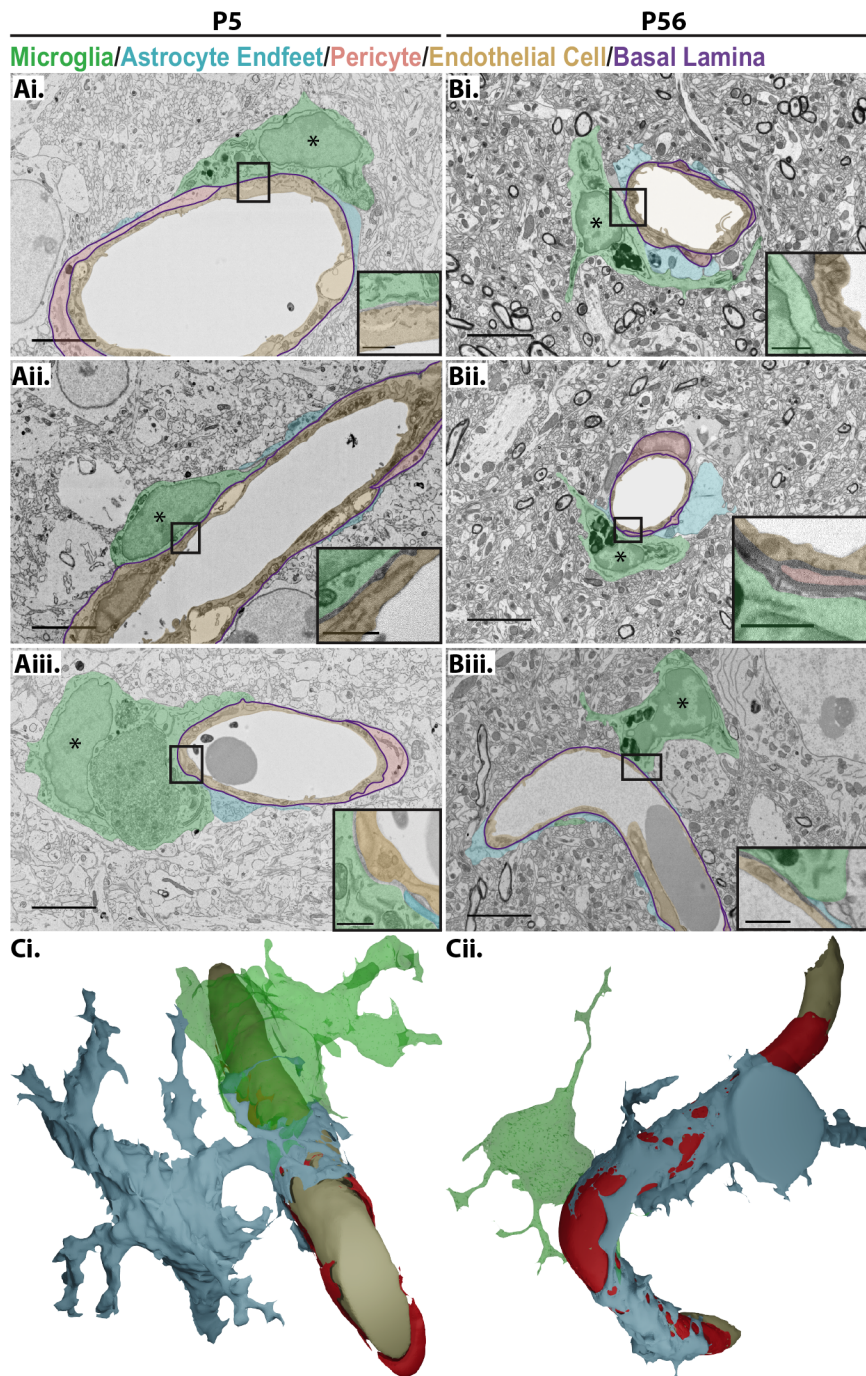 P5 P56
Microglia/Astrocyte Endfeet/Pericyte/Endothelial Cell/Basal Lamina
Ai. Bi.
*
*
Aii. Bii.
*
*
Aiii. Biii.
*
*
Ci. Cii.